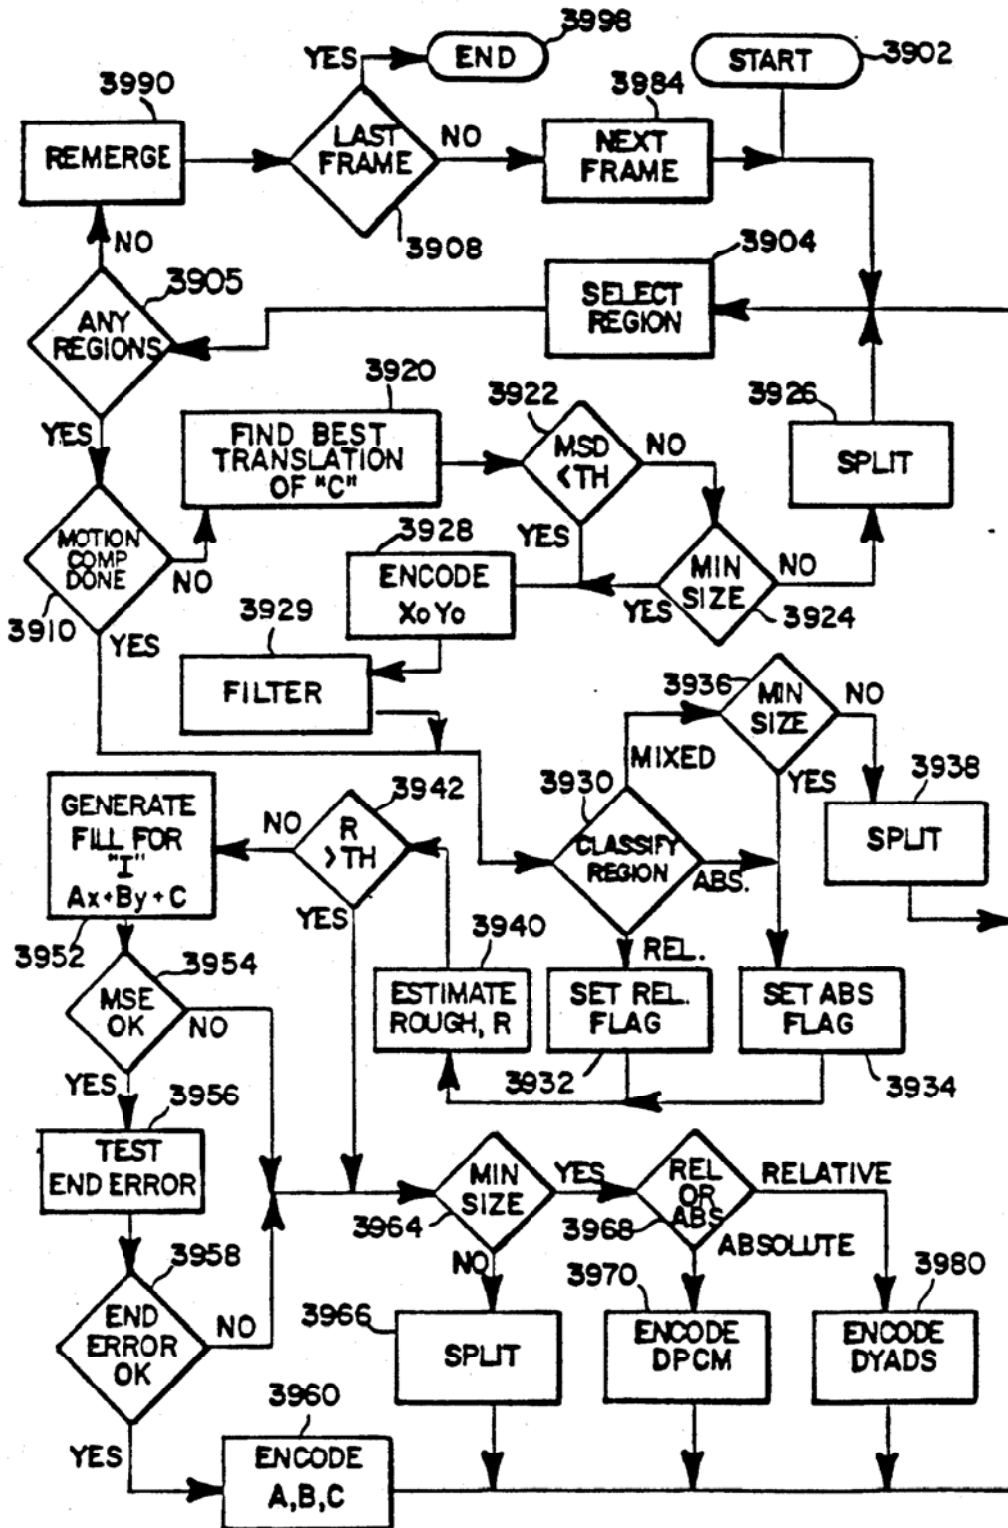 3998
YES
END
START
3902
3990
3984
REMERGE
LAST
FRAME
NO
NEXT
FRAME
NO
3908
3904
3905
SELECT
REGION
ANY
REGIONS
3920
3922
3926
YES
FIND BEST
TRANSLATION
OF "C"
MSD
<TH
NO
SPLIT
MOTION
COMP
DONE
NO
3928
YES
ENCODE
Xo Yo
MIN
SIZE
NO
YES
3924
3910
YES
3929
FILTER
3936
MIN
SIZE
NO
MIXED
YES
3938
GENERATE
FILL FOR
"I"
Ax+By+C
NO
3942
R
>TH
3930
CLASSIFY
REGION
ABS.
SPLIT
YES
3952
3954
3940
REL.
MSE
OK
NO
ESTIMATE
ROUGH, R
SET REL.
FLAG
SET ABS
FLAG
YES
3956
3932
3934
TEST
END ERROR
MIN
SIZE
YES
REL
OR
ABS
RELATIVE
3964
3968
ABSOLUTE
3958
NO
3970
3980
END
ERROR
OK
NO
3966
SPLIT
ENCODE
DPCM
ENCODE
DYADS
3960
YES
ENCODE
A,B,C